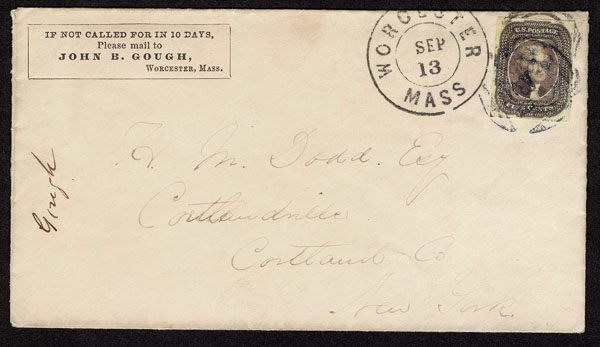 IF NOT CALLED FOR IN 10 DAYS,
Please mail to
JOHN B. GOUGH,
WORCESTER, MASS.
WORCESTER
SEP
13
MASS
U.S. POSTAGE
Gough
H. M. Dodd. Esq
Cortlandville
Cortland Co
New York.